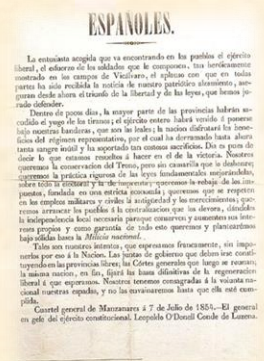 ESPAÑOLES.
La entusiasta acogida que va encontrando en los pueblos el ejército
liberal, el esfuerzo de los soldados que le componen, tan heróicamente
mostrado en los campos de Vicálvaro, el aplauso con que en todas
partes ha sido recibida la noticia de nuestro patriótico alzamiento, ase-
guran desde ahora el triunfo de la libertad y de las leyes, que hemos ju-
rado defender.
Dentro de pocos dias, la mayor parte de las provincias habrán sa-
cudido el yugo de los tiranos; el ejército entero habrá venido á ponerse
bajo nuestras banderas, que son las leales; la nacion disfrutará los bene-
ficios del régimen representativo, por el cual ha derramado hasta ahora
tanta sangre inútil y ha soportado tan costosos sacrificios. Dia es pues de
decir lo que estamos resueltos á hacer en el de la victoria. Nosotros
queremos la conservacion del Trono, pero sin camarilla que le deshonre;
queremos la práctica rigurosa de las leyes fundamentales mejorándolas,
sobre todo la electoral y la de imprenta; queremos la rebaja de los im-
puestos, fundada en una estricta economía; queremos que se respeten
en los empleos militares y civiles la antigüedad y los merecimientos; que-
remos arrancar los pueblos á la centralizacion que los devora, dándoles
la independencia local necesaria para que conserven y aumenten sus inte-
reses propios y como garantia de todo esto queremos y plantearémos
bajo sólidas bases la Milicia nacional.
Tales son nuestros intentos, que espresamos francamente, sin impo-
nerlos por eso á la Nacion. Las juntas de gobierno que deben irse consti-
tuyendo en las provincias libres; las Córtes generales que luego se reunan;
la misma nacion, en fin, fijará las bases definitivas de la regeneracion
liberal á que aspiramos. Nosotros tenemos consagradas á la voluntad
nacional nuestras espadas, y no las envainarémos hasta que ella esté cum-
plida.
Cuartel general de Manzanares á 7 de Julio de 1854.—El general
en gefe del ejército constitucional, Leopoldo O'Donell Conde de Lucena.